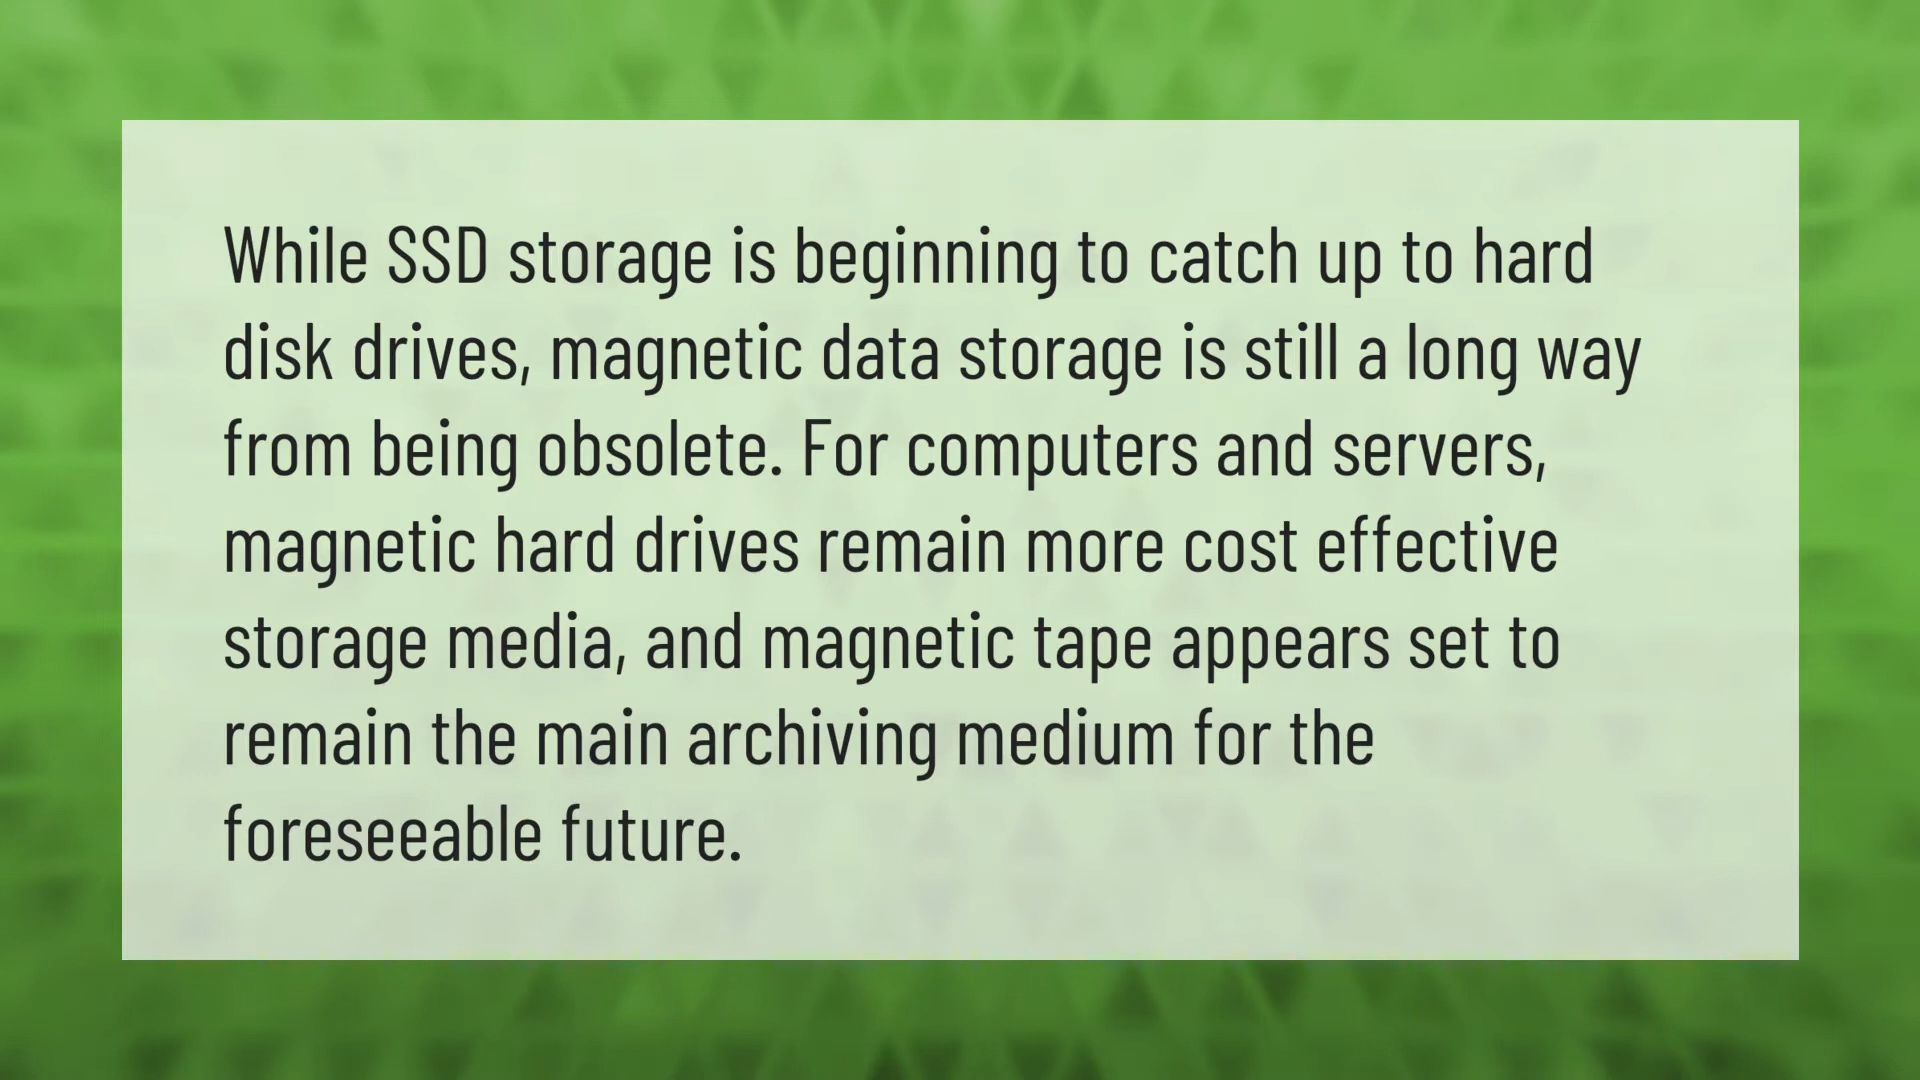 While SSD storage is beginning to catch up to hard
disk drives, magnetic data storage is still a long way
from being obsolete. For computers and servers,
magnetic hard drives remain more cost effective
storage media, and magnetic tape appears set to
remain the main archiving medium for the
foreseeable future.